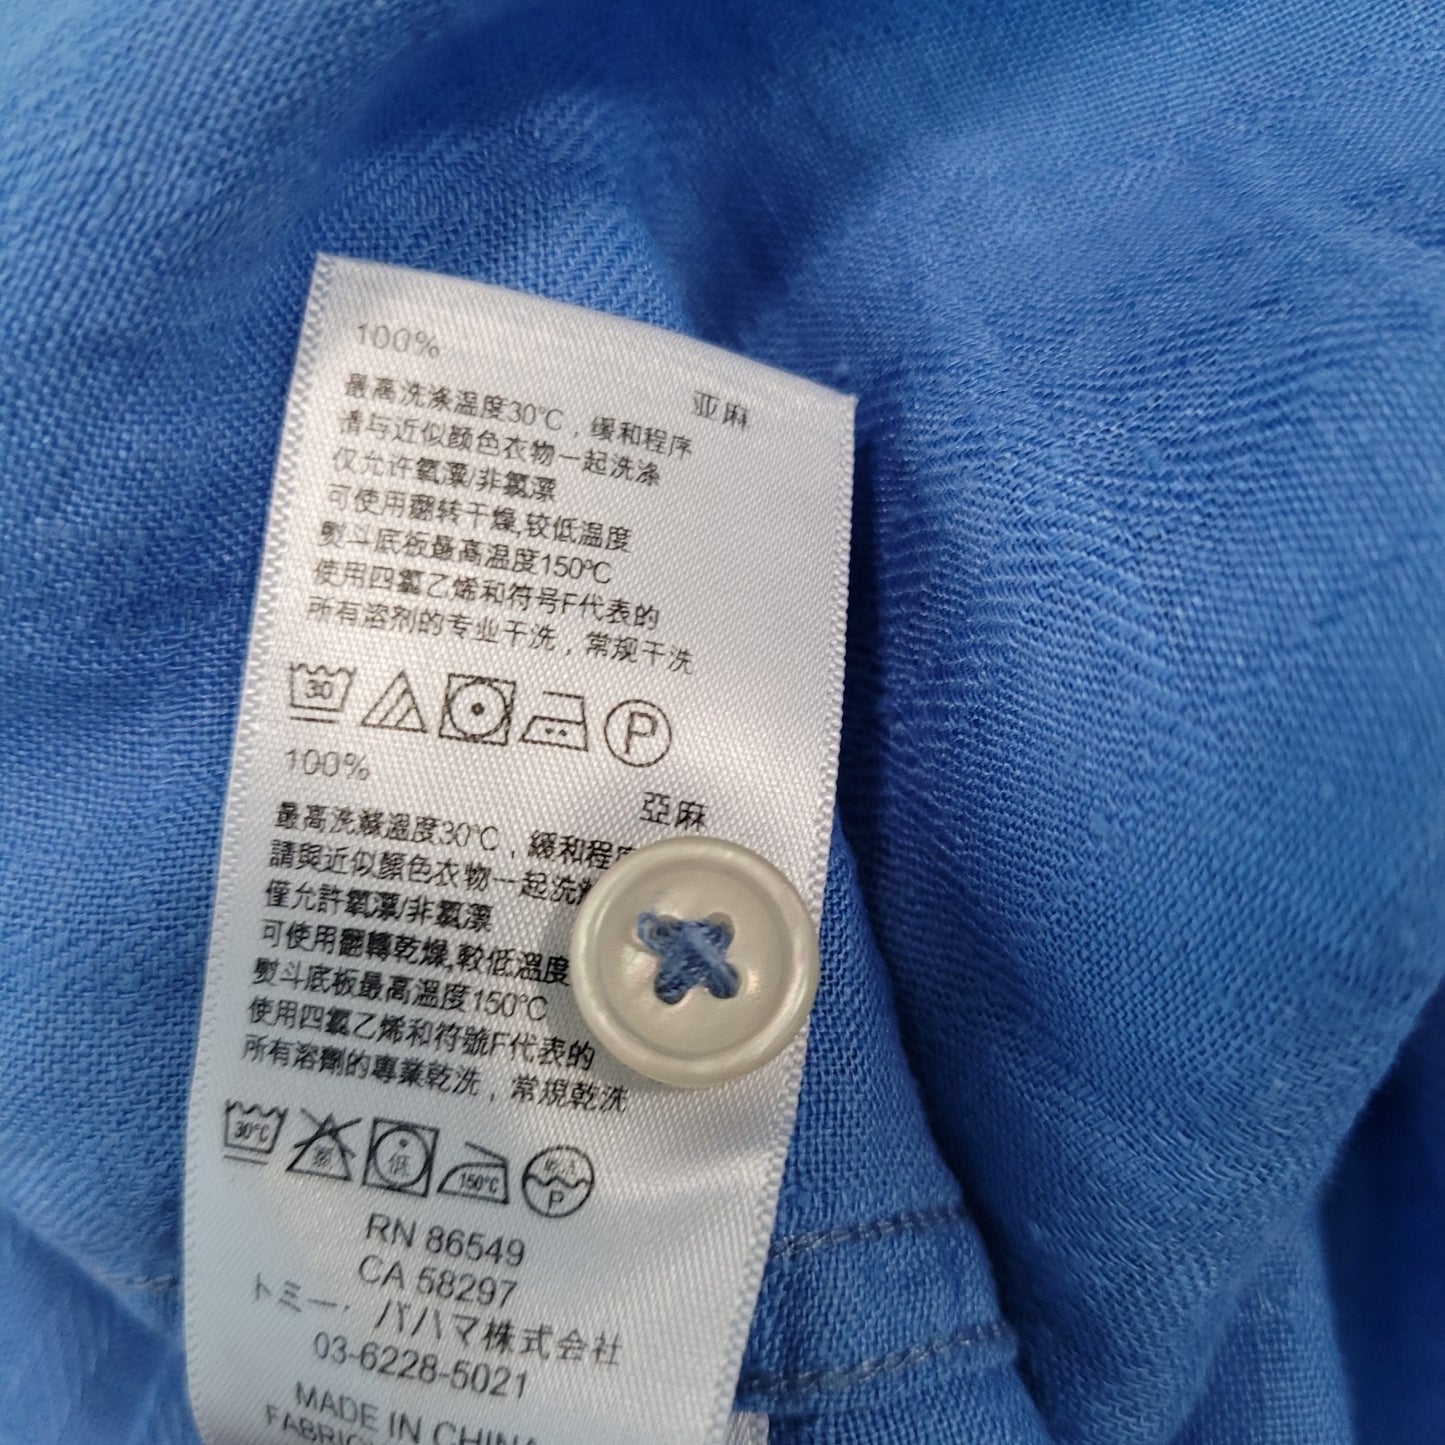 100% 亚麻
最高洗涤温度30°C，缓和程序
请与近似颜色衣物一起洗涤
仅允许氧漂/非氯漂
可使用翻转干燥,较低温度
熨斗底板最高温度150°C
使用四氯乙烯和符号F代表的
所有溶剂的专业干洗，常规干洗
30 P
100% 亞麻
最高洗滌溫度30°C，緩和程
請與近似顏色衣物一起洗
僅允許氧漂/非氯漂
可使用翻轉乾燥,較低溫度
熨斗底板最高溫度150°C
使用四氯乙烯和符號F代表的
所有溶劑的專業乾洗，常規乾洗
30°C 氯 低 150°C P
RN 86549
CA 58297
トミー・バハマ株式会社
03-6228-5021
MADE IN CHINA